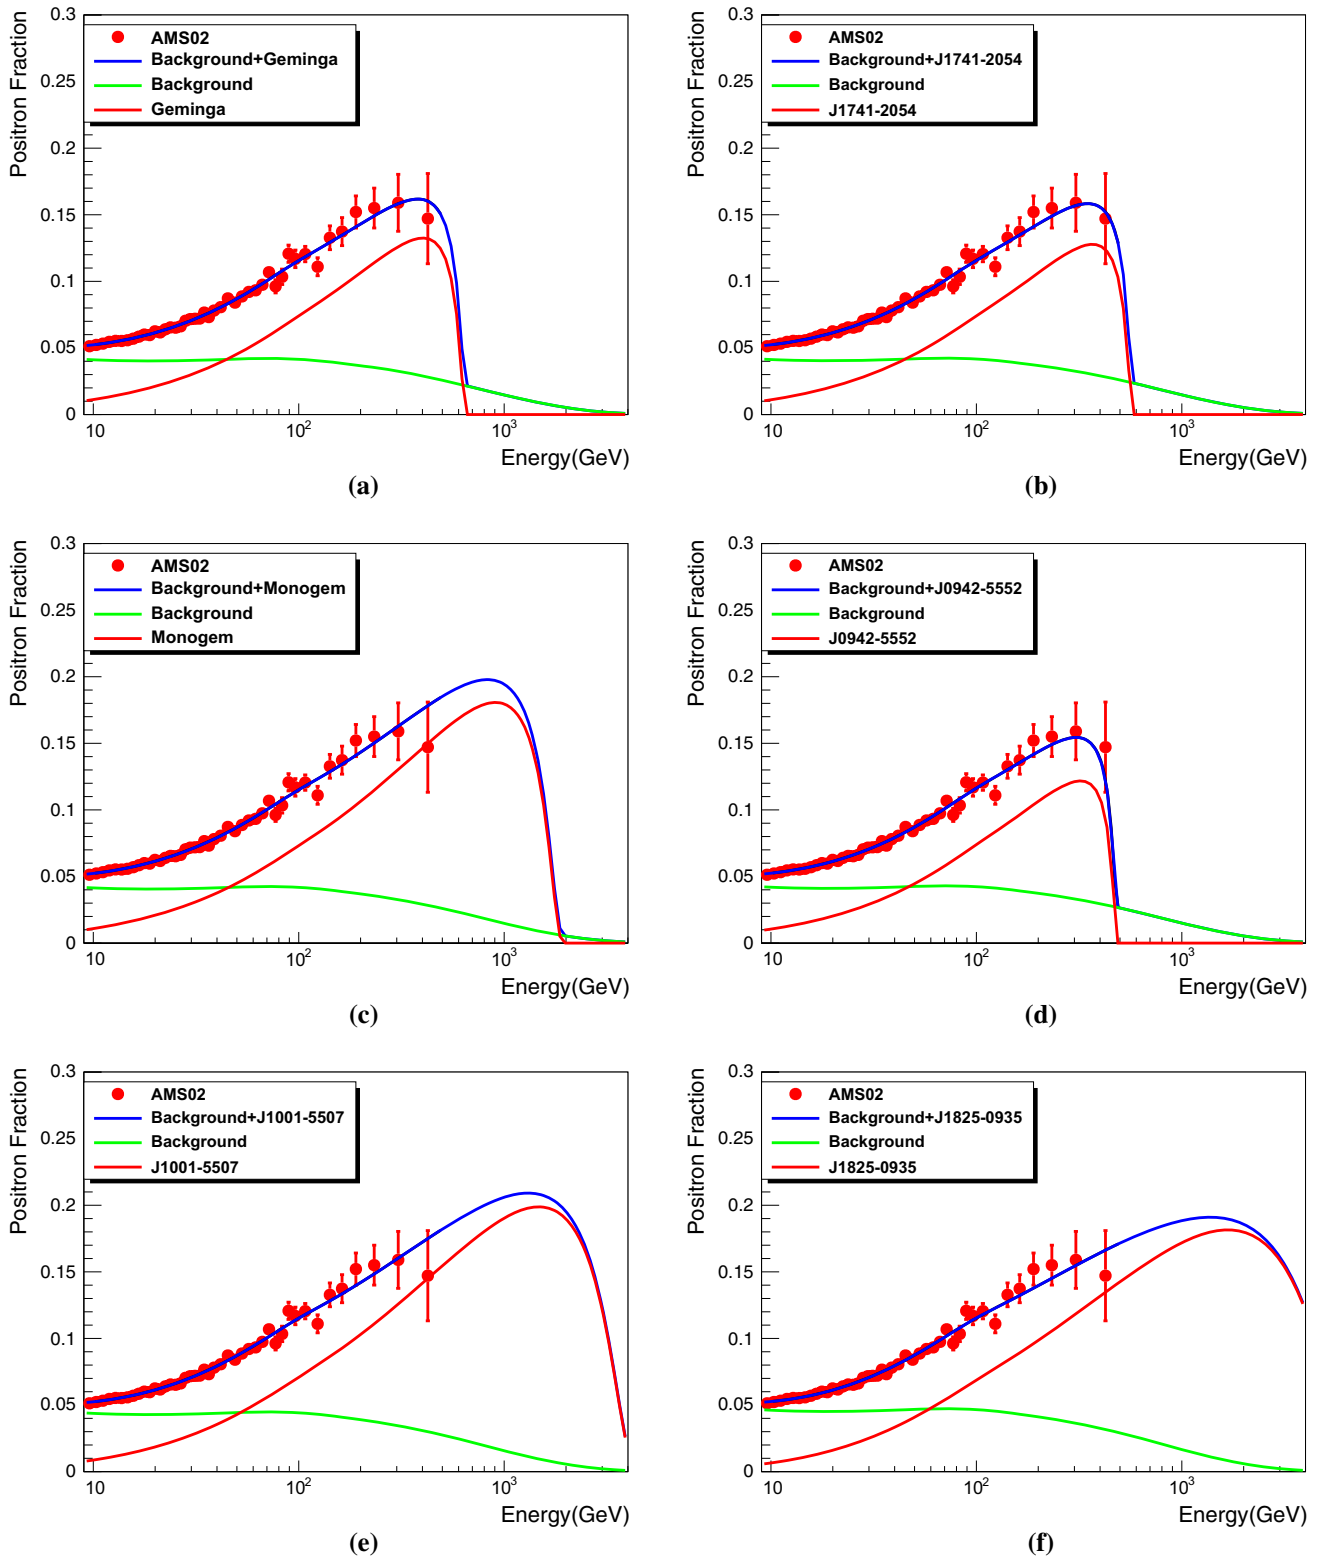 Positron Fraction
0.3
0.25
0.2
0.15
0.1
0.05
0
AMS02
Background+Geminga
Background
Geminga
10
10²
10³
Energy(GeV)
(a)
Positron Fraction
0.3
0.25
0.2
0.15
0.1
0.05
0
AMS02
Background+J1741-2054
Background
J1741-2054
10
10²
10³
Energy(GeV)
(b)
Positron Fraction
0.3
0.25
0.2
0.15
0.1
0.05
0
AMS02
Background+Monogem
Background
Monogem
10
10²
10³
Energy(GeV)
(c)
Positron Fraction
0.3
0.25
0.2
0.15
0.1
0.05
0
AMS02
Background+J0942-5552
Background
J0942-5552
10
10²
10³
Energy(GeV)
(d)
Positron Fraction
0.3
0.25
0.2
0.15
0.1
0.05
0
AMS02
Background+J1001-5507
Background
J1001-5507
10
10²
10³
Energy(GeV)
(e)
Positron Fraction
0.3
0.25
0.2
0.15
0.1
0.05
0
AMS02
Background+J1825-0935
Background
J1825-0935
10
10²
10³
Energy(GeV)
(f)